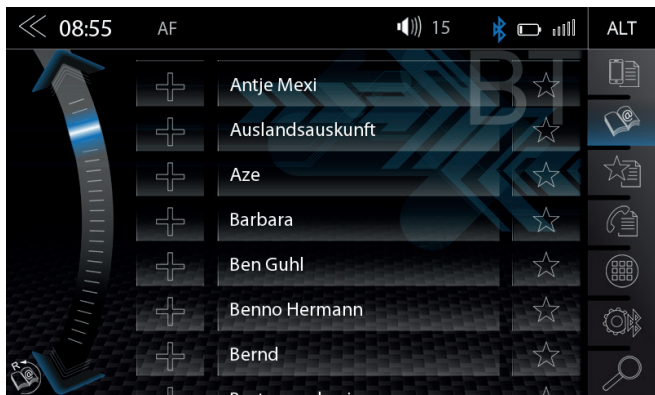 08:55 AF 15 ALT
BT
Antje Mexi
Auslandsauskunft
Aze
Barbara
Ben Guhl
Benno Hermann
Bernd
R